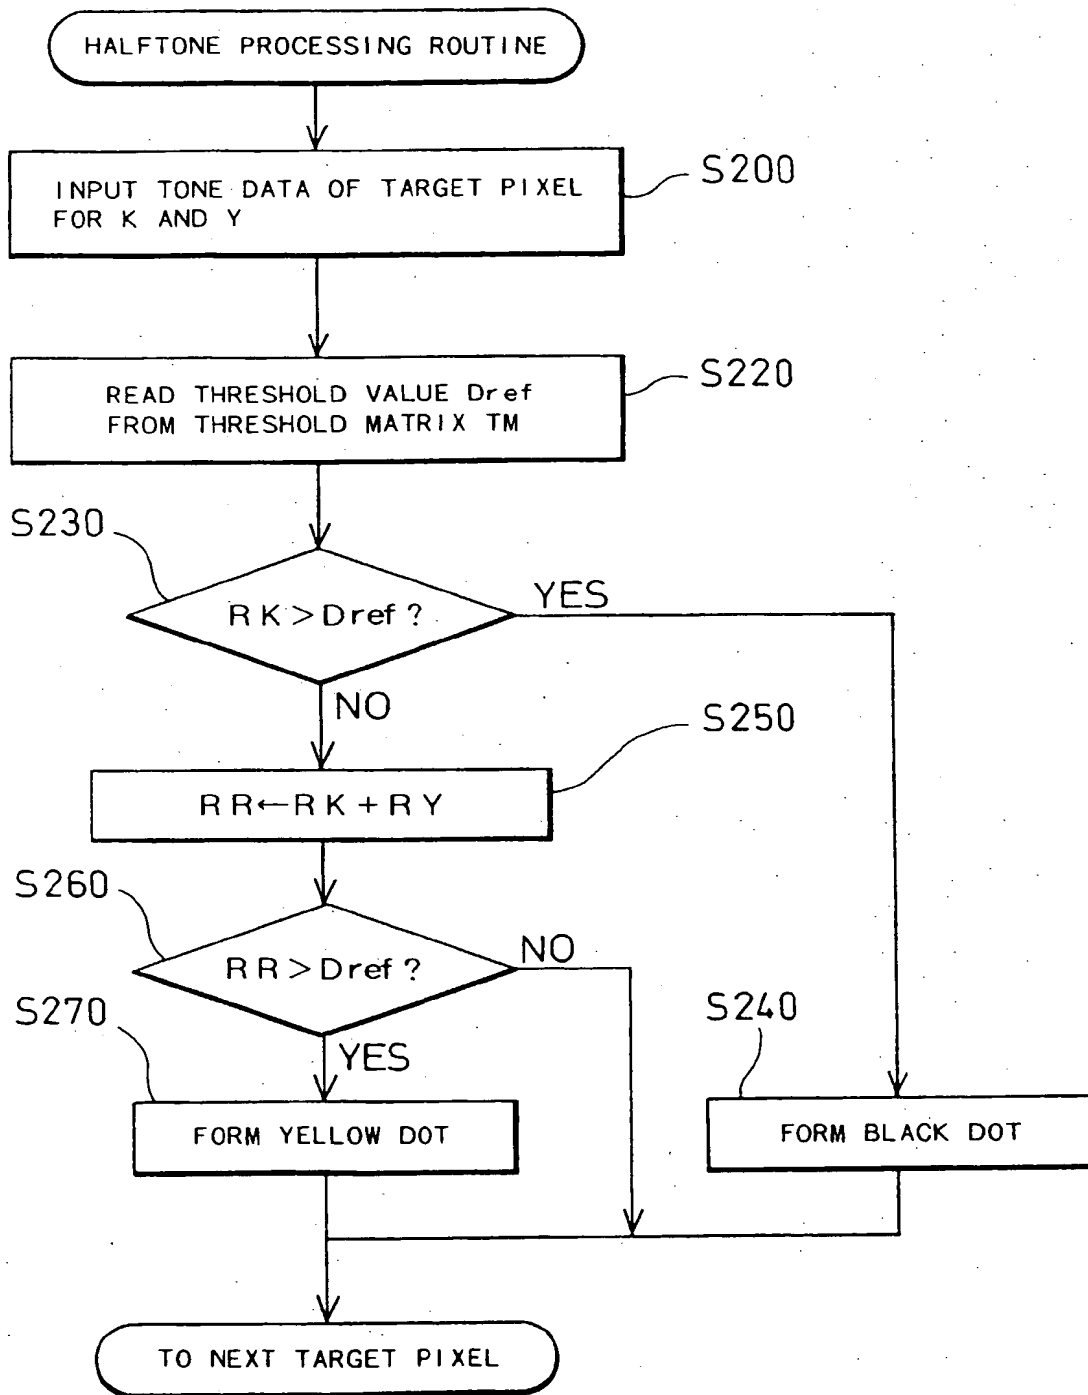 HALFTONE PROCESSING ROUTINE
INPUT TONE DATA OF TARGET PIXEL
FOR K AND Y
S200
READ THRESHOLD VALUE Dref
FROM THRESHOLD MATRIX TM
S220
S230
RK>Dref?
YES
NO
S250
RR←RK+RY
S260
RR>Dref?
NO
S270
YES
S240
FORM YELLOW DOT
FORM BLACK DOT
TO NEXT TARGET PIXEL